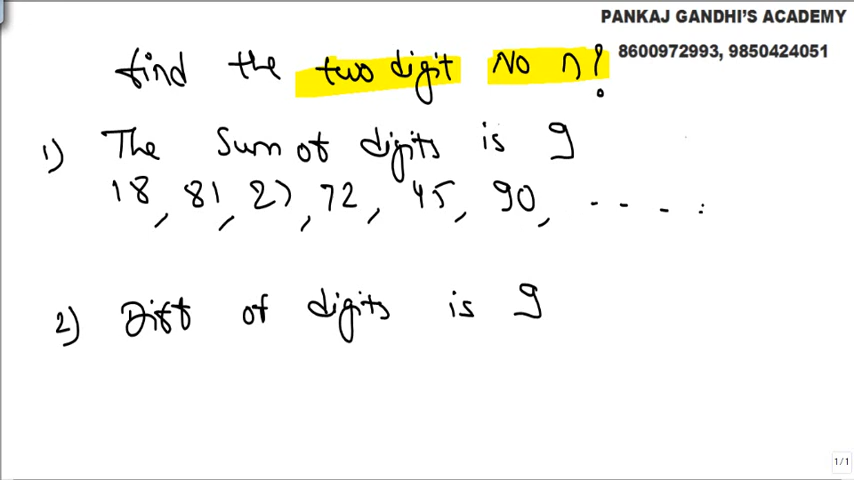 PANKAJ GANDHI'S ACADEMY
8600972993, 9850424051
find the two digit No n?
1) The Sum of digits is 9
18, 81, 27, 72, 45, 90, - - - .
2) Diff of digits is 9
1/1